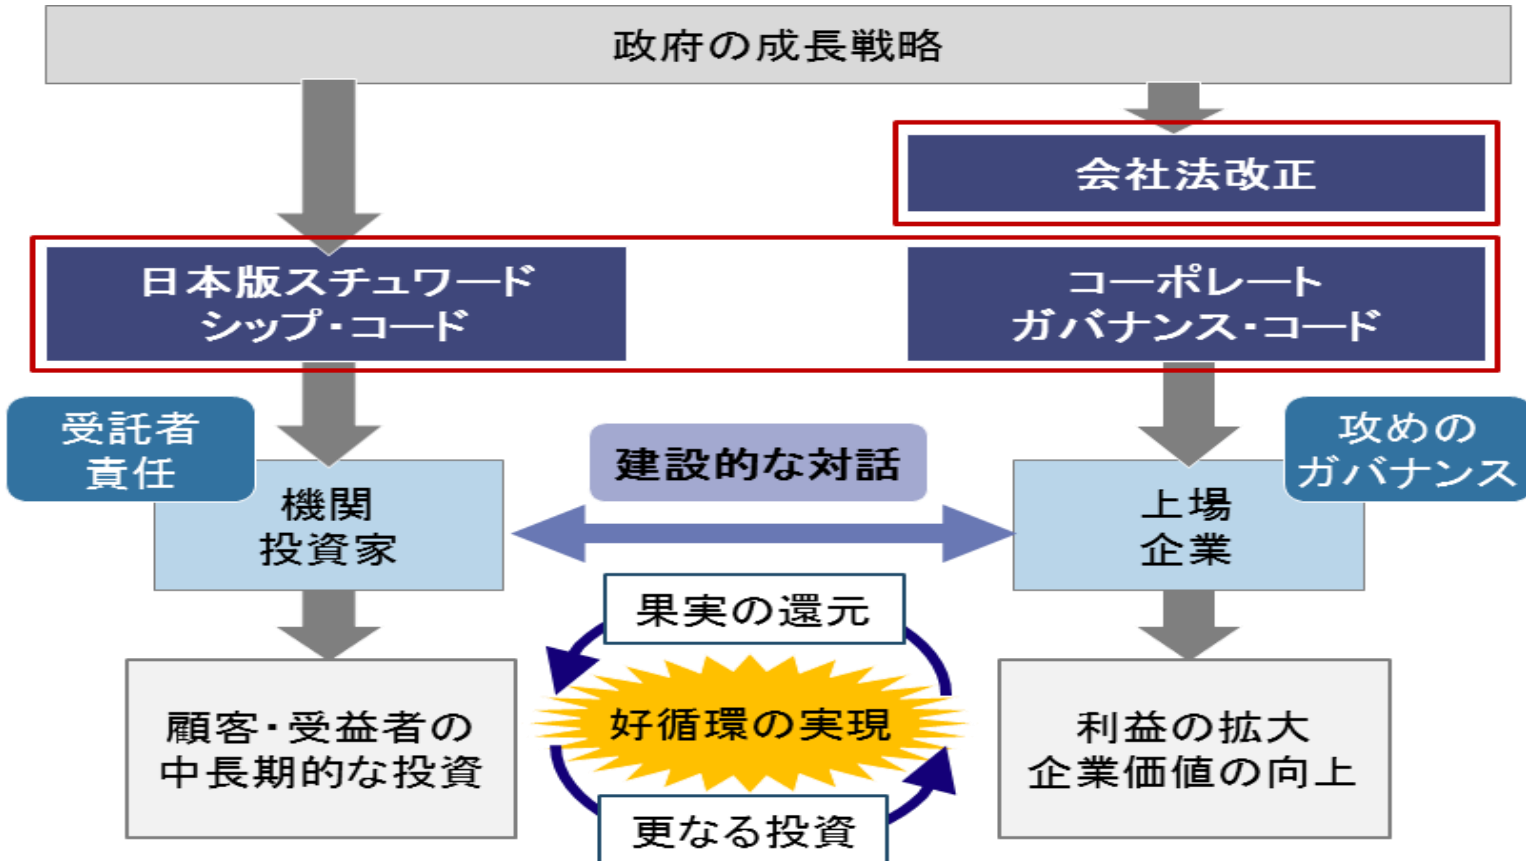 政府の成長戦略
会社法改正
日本版スチュワード
シップ・コード
コーポレート
ガバナンス・コード
受託者
責任
建設的な対話
攻めの
ガバナンス
機関
投資家
上場
企業
果実の還元
顧客・受益者の
中長期的な投資
好循環の実現
利益の拡大
企業価値の向上
更なる投資